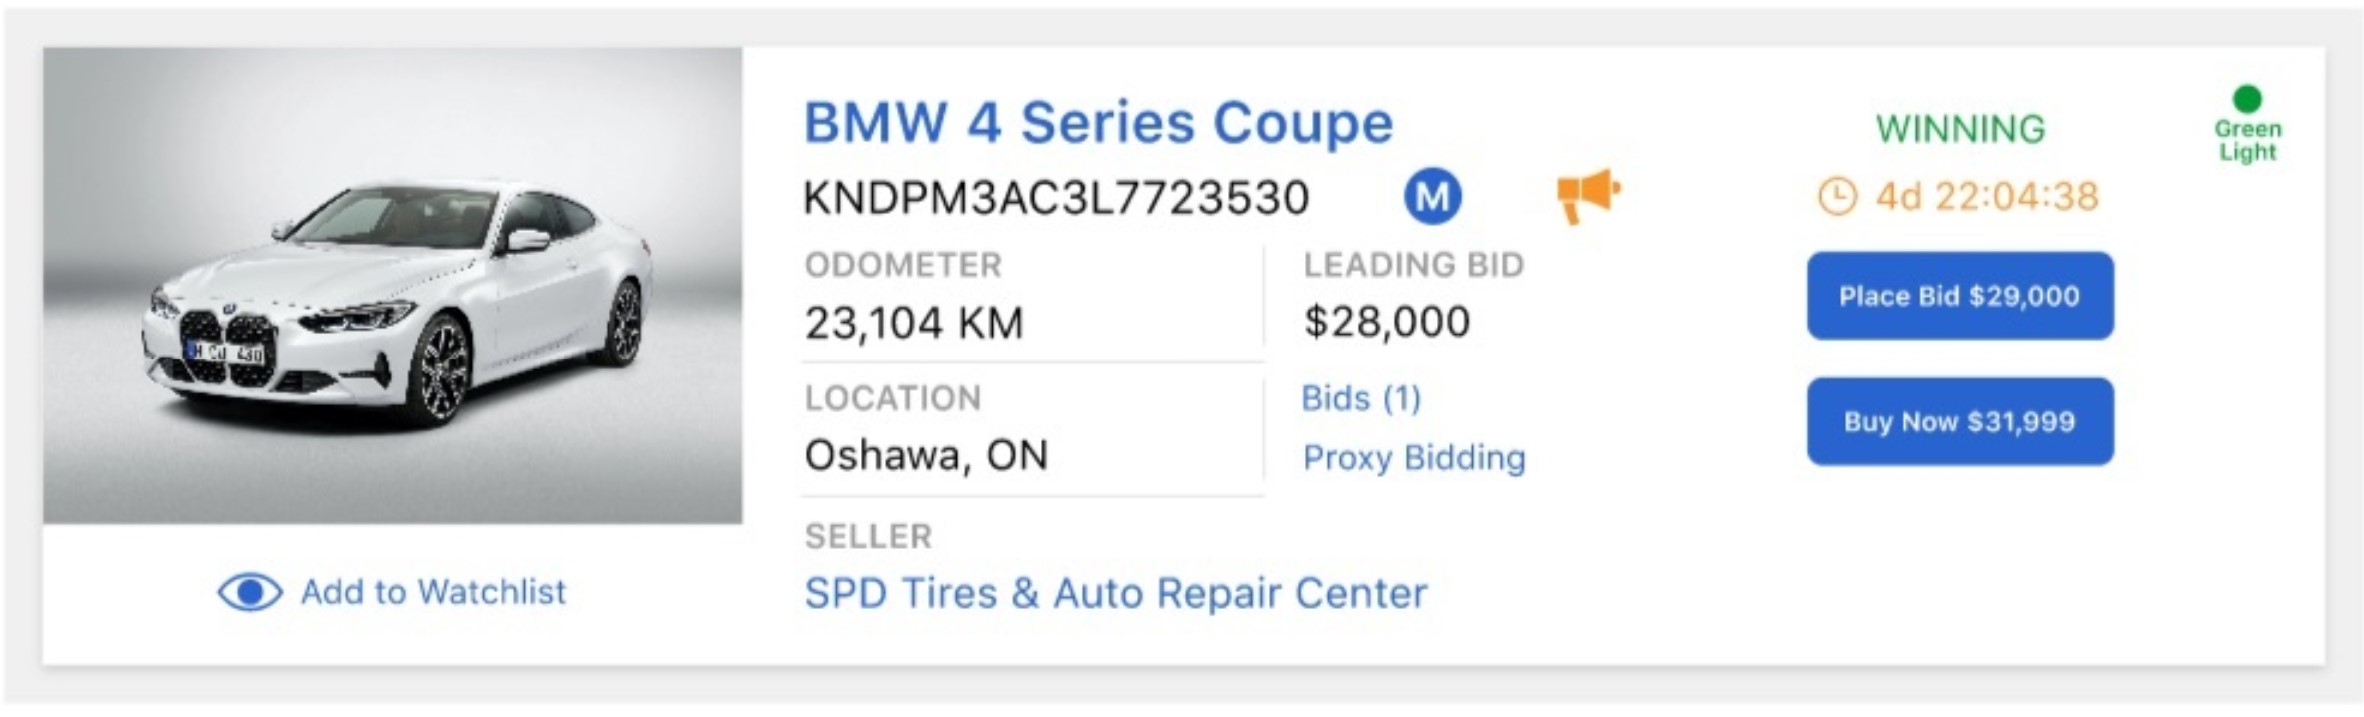 BMW 4 Series Coupe
KNDPM3AC3L7723530
M
ODOMETER
23,104 KM
LEADING BID
$28,000
LOCATION
Oshawa, ON
Bids (1)
Proxy Bidding
SELLER
SPD Tires & Auto Repair Center
WINNING
4d 22:04:38
Place Bid $29,000
Buy Now $31,999
Green
Light
Add to Watchlist